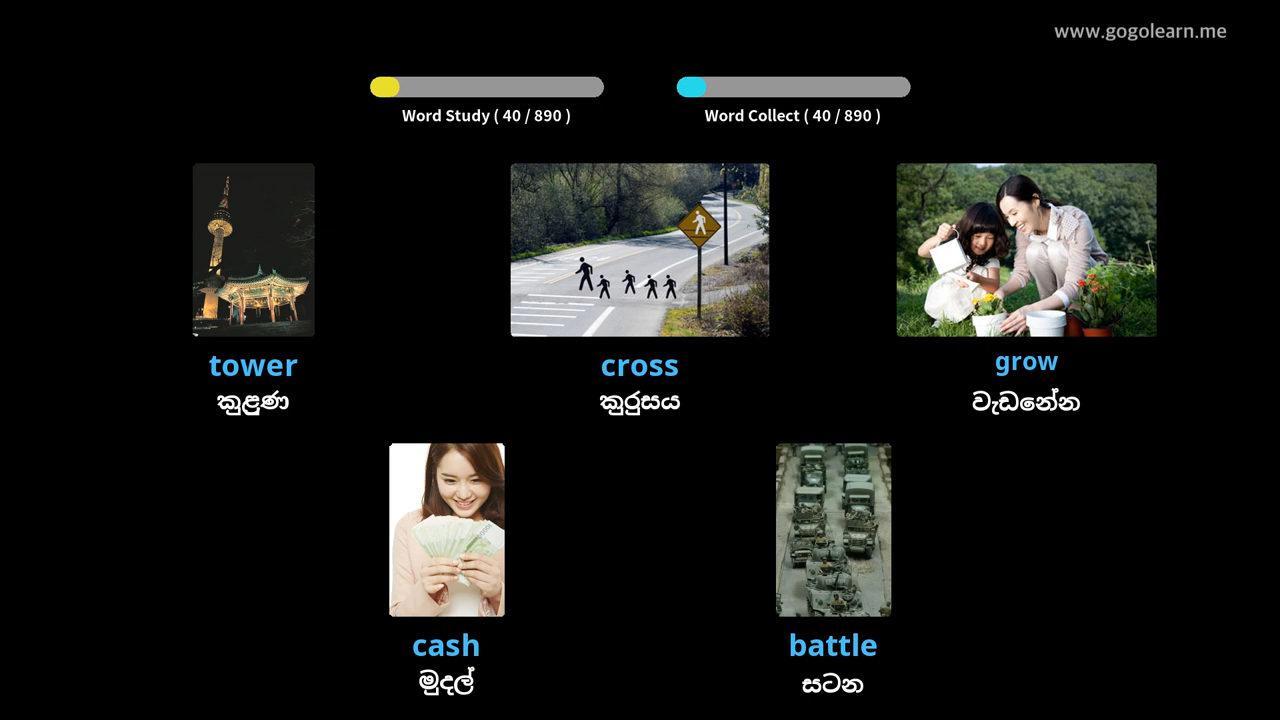 www.gogolearn.me
Word Study ( 40 / 890 )
Word Collect ( 40 / 890 )
tower
කුළුණ
cross
කුරුසය
grow
වැඩෙන්න
cash
මුදල්
battle
සටන